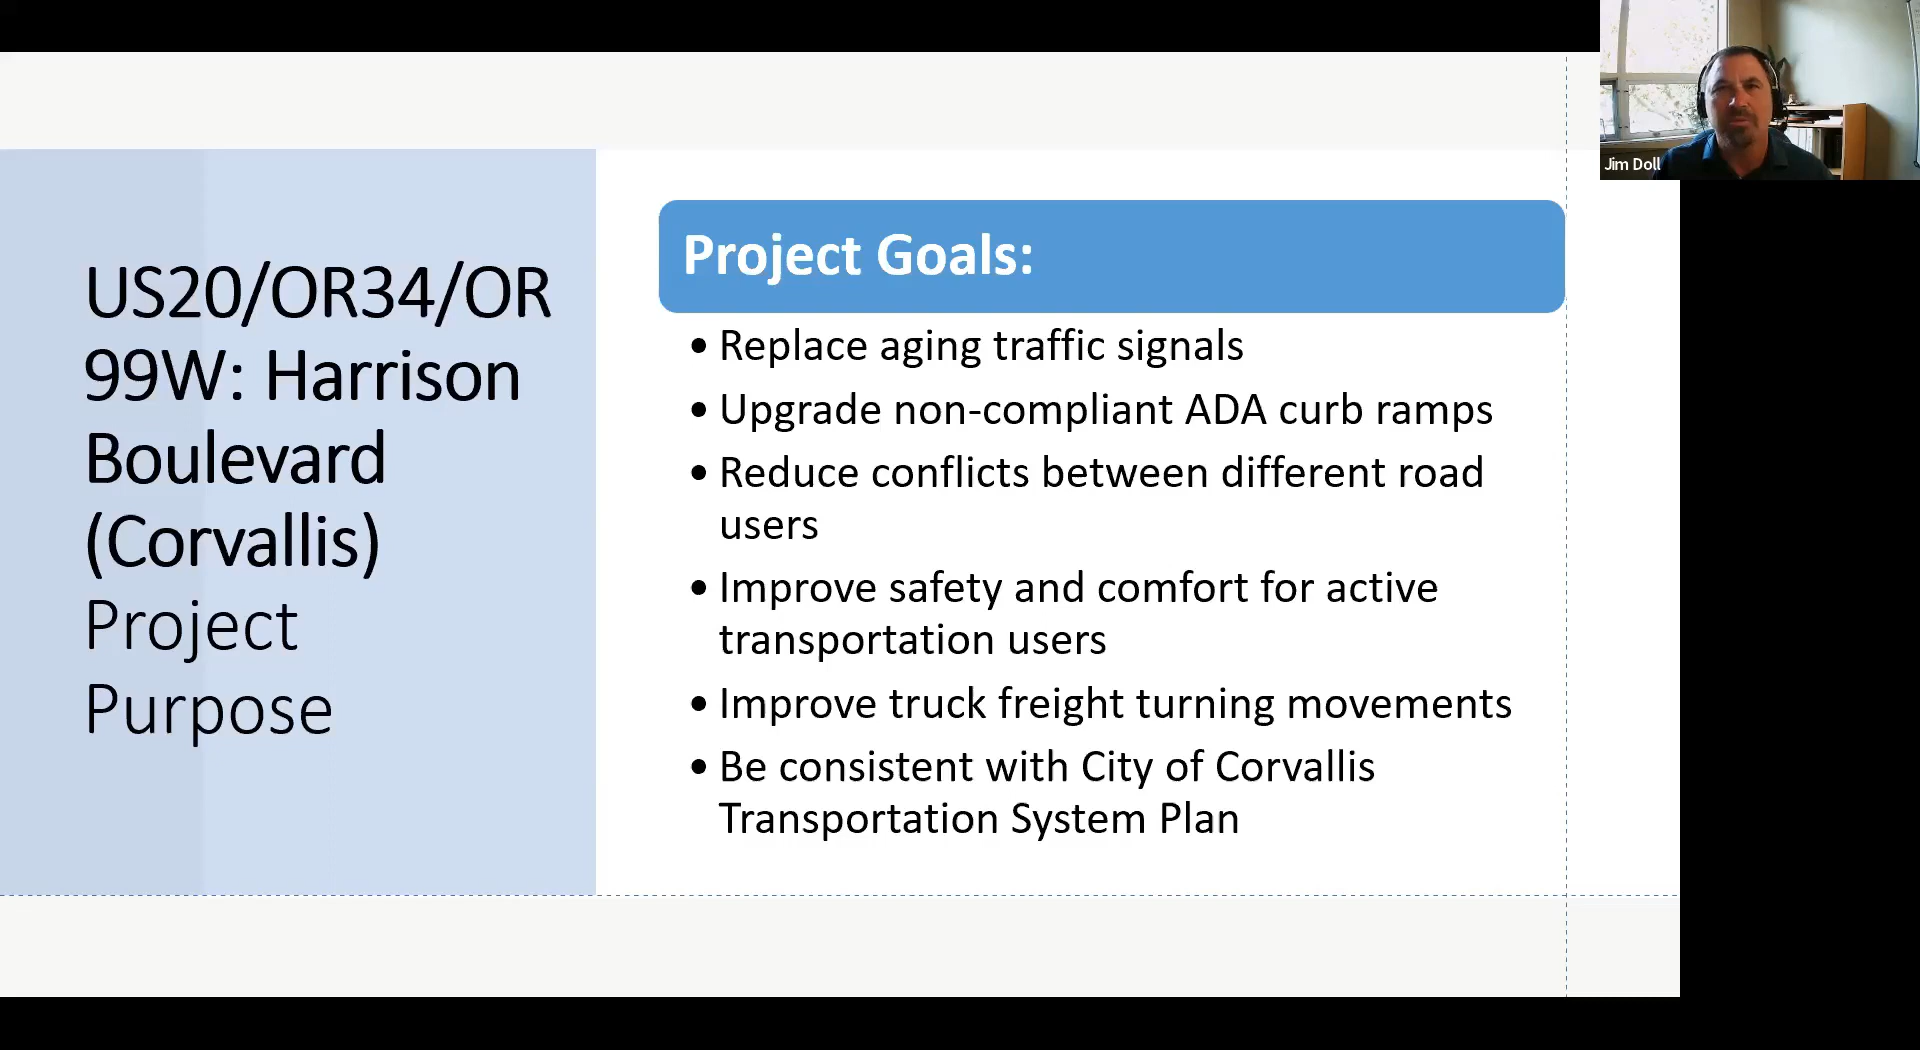 US20/OR34/OR
99W: Harrison
Boulevard
(Corvallis)
Project
Purpose
Project Goals:
• Replace aging traffic signals
• Upgrade non-compliant ADA curb ramps
• Reduce conflicts between different road
users
• Improve safety and comfort for active
transportation users
• Improve truck freight turning movements
• Be consistent with City of Corvallis
Transportation System Plan
Jim Doll